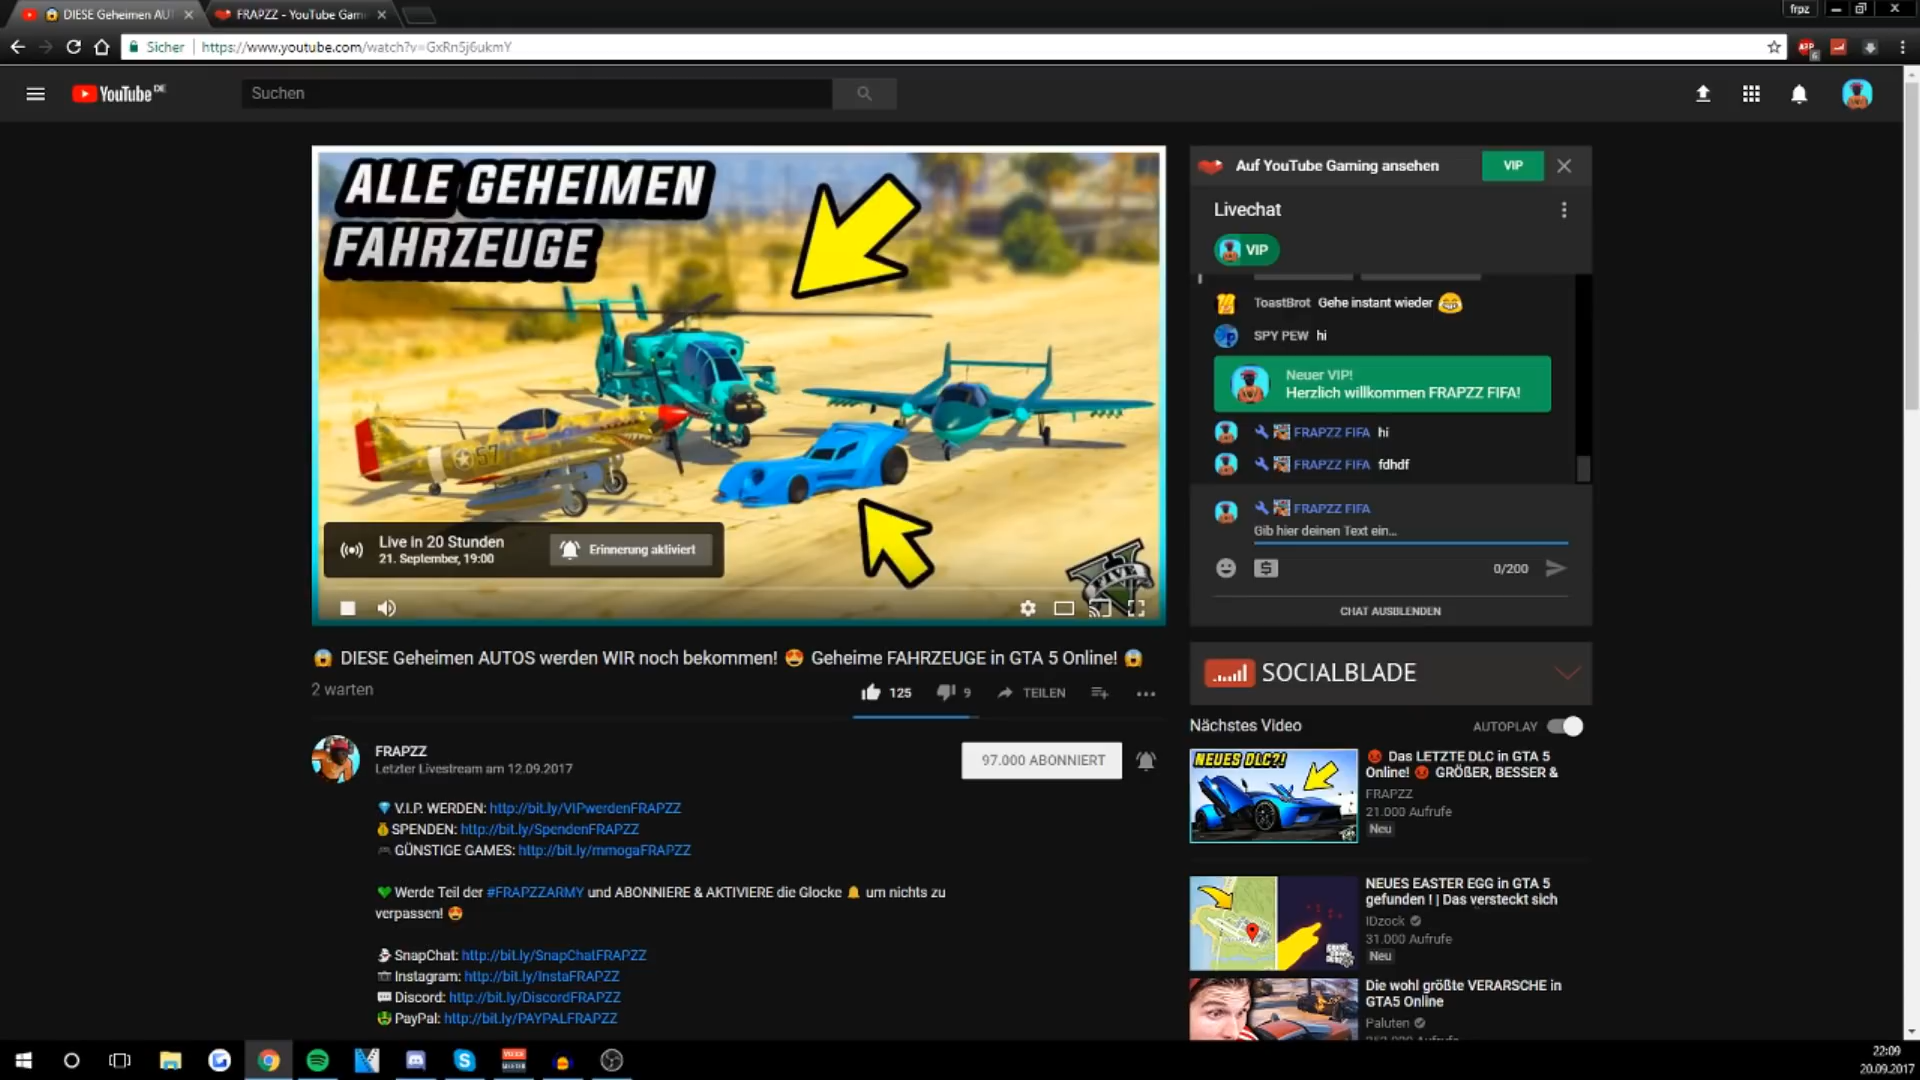 DIESE Geheimen AUT
FRAPZZ - YouTube Gam
frpz
Sicher
https://www.youtube.com/watch?v=GxRn5j6ukmY
YouTube DE
Suchen
ALLE GEHEIMEN
FAHRZEUGE
57
FIVE
Live in 20 Stunden
21. September, 19:00
Erinnerung aktiviert
😱 DIESE Geheimen AUTOS werden WIR noch bekommen! 😍 Geheime FAHRZEUGE in GTA 5 Online! 😱
2 warten
125
9
TEILEN
FRAPZZ
Letzter Livestream am 12.09.2017
97.000 ABONNIERT
💎 V.I.P. WERDEN: http://bit.ly/VIPwerdenFRAPZZ
💰 SPENDEN: http://bit.ly/SpendenFRAPZZ
🎮 GÜNSTIGE GAMES: http://bit.ly/mmogaFRAPZZ
💚 Werde Teil der #FRAPZZARMY und ABONNIERE & AKTIVIERE die Glocke 🔔 um nichts zu
verpassen! 😍
👻 SnapChat: http://bit.ly/SnapChatFRAPZZ
📷 Instagram: http://bit.ly/InstaFRAPZZ
💬 Discord: http://bit.ly/DiscordFRAPZZ
🤑 PayPal: http://bit.ly/PAYPALFRAPZZ
Auf YouTube Gaming ansehen
VIP
Livechat
VIP
ToastBrot Gehe instant wieder 😂
SPY PEW hi
Neuer VIP!
Herzlich willkommen FRAPZZ FIFA!
FRAPZZ FIFA hi
FRAPZZ FIFA fdhdf
FRAPZZ FIFA
Gib hier deinen Text ein...
0/200
CHAT AUSBLENDEN
SOCIALBLADE
Nächstes Video
AUTOPLAY
NEUES DLC?!
😡 Das LETZTE DLC in GTA 5
Online! 😡 GRÖßER, BESSER &
FRAPZZ
21.000 Aufrufe
Neu
NEUES EASTER EGG in GTA 5
gefunden ! | Das versteckt sich
IDzock
31.000 Aufrufe
Neu
Die wohl größte VERARSCHE in
GTA5 Online
Paluten
22:09
20.09.2017